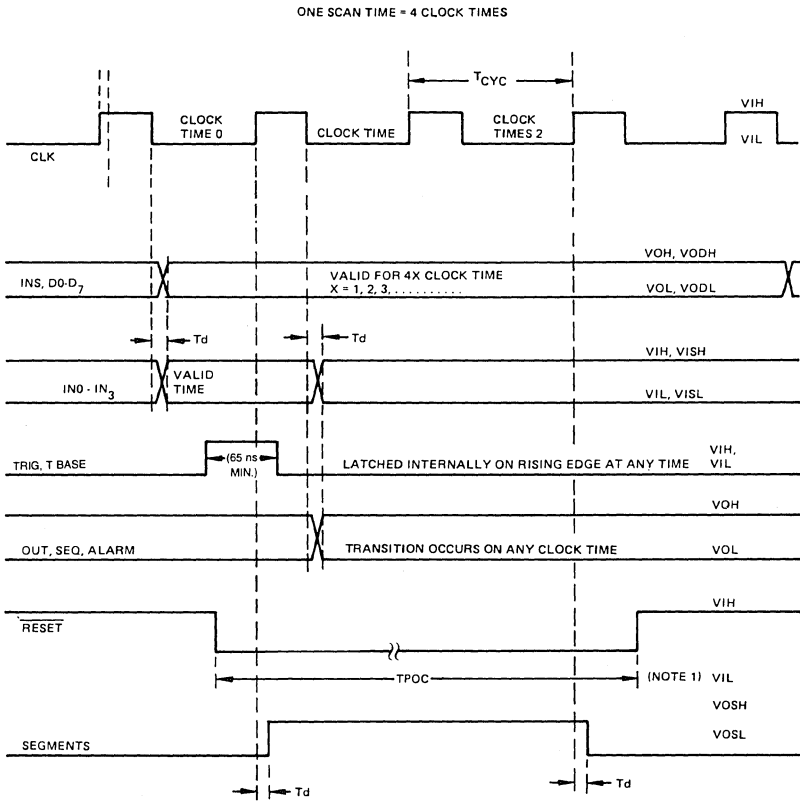 ONE SCAN TIME = 4 CLOCK TIMES
TCYC
CLOCK
TIME 0
CLOCK TIME
CLOCK
TIMES 2
VIH
VIL
CLK
VOH, VODH
INS, D0-D7
VALID FOR 4X CLOCK TIME
X = 1, 2, 3, . . . . . . . . . .
VOL, VODL
Td
Td
VIH, VISH
IN0 - IN3
VALID
TIME
VIL, VISL
TRIG, T BASE
(65 ns
MIN.)
LATCHED INTERNALLY ON RISING EDGE AT ANY TIME
VIH,
VIL
VOH
OUT, SEQ, ALARM
TRANSITION OCCURS ON ANY CLOCK TIME
VOL
VIH
RESET
TPOC
(NOTE 1)
VIL
VOSH
SEGMENTS
VOSL
Td
Td